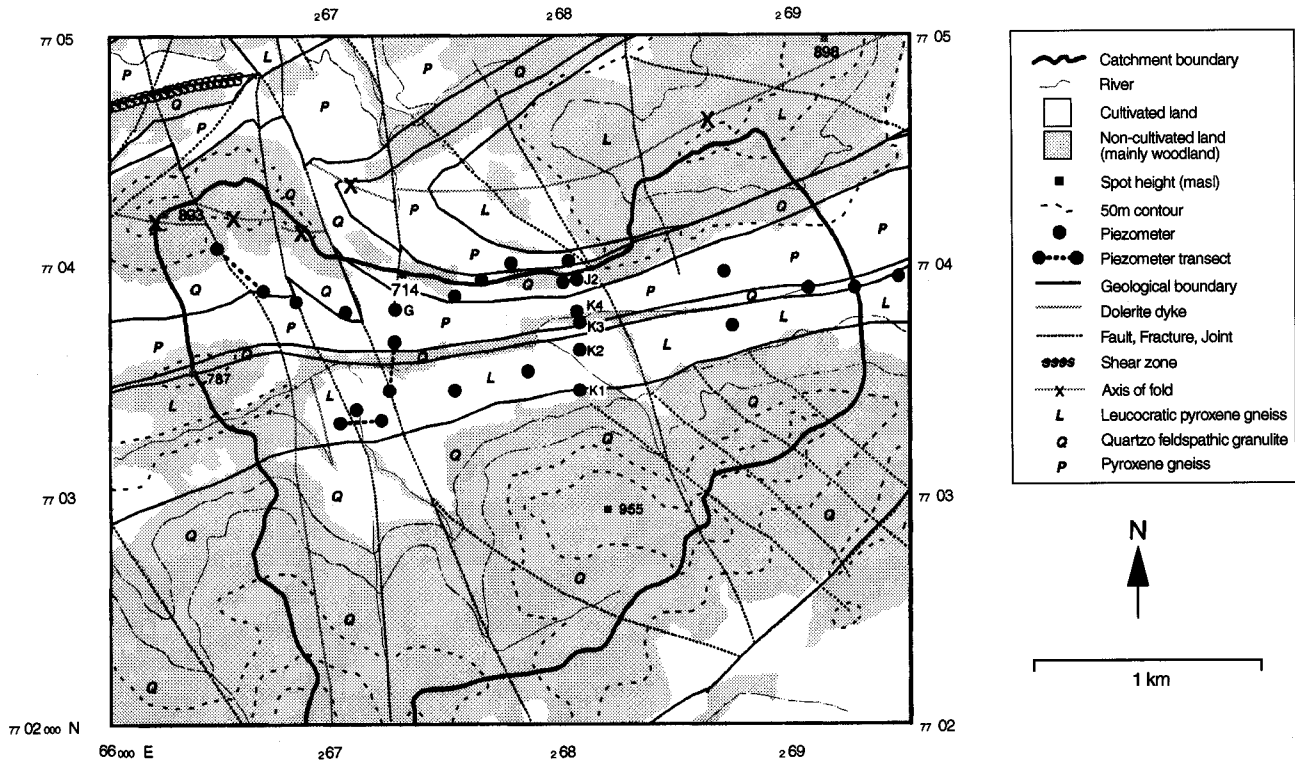 267
268
269
77 05
77 05
898
P
L
P
Q
Q
P
Q
L
L
P
Q
893
Q
P
L
Q
P
77 04
77 04
Q
714
P
Q
J2
P
P
G
P
K4
Q
K3
Q
L
P
Q
K2
L
L
787
L
L
L
K1
Q
Q
Q
77 03
77 03
Q
955
Q
Q
Q
Q
Q
77 02 000 N
77 02
66 000 E
267
268
269
Catchment boundary
River
Cultivated land
Non-cultivated land
(mainly woodland)
Spot height (masl)
50m contour
Piezometer
Piezometer transect
Geological boundary
Dolerite dyke
Fault, Fracture, Joint
Shear zone
Axis of fold
L Leucocratic pyroxene gneiss
Q Quartzo feldspathic granulite
P Pyroxene gneiss
N
1 km